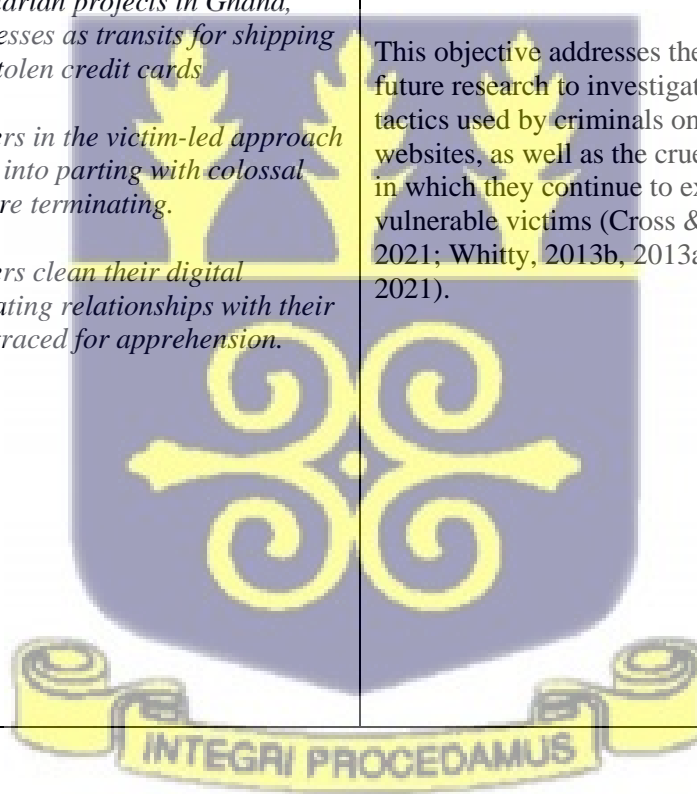 arian projects in Ghana,
esses as transits for shipping
tolen credit cards
ers in the victim-led approach
into parting with colossal
re terminating.
ers clean their digital
ating relationships with their
traced for apprehension.
This objective addresses the
future research to investigat
tactics used by criminals on
websites, as well as the crue
in which they continue to ex
vulnerable victims (Cross &
2021; Whitty, 2013b, 2013a
2021).
INTEGRI PROCEDAMUS